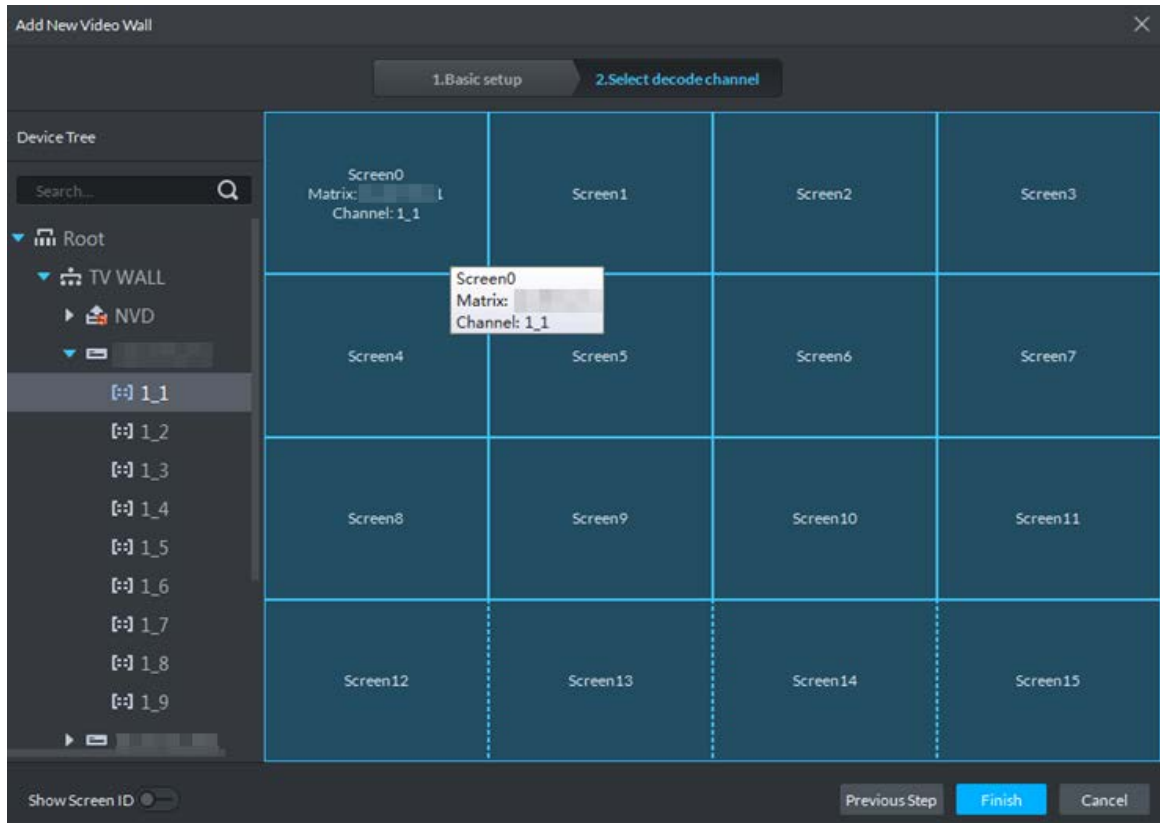 Add New Video Wall
1.Basic setup
2.Select decode channel
Device Tree
Search...
Root
TV WALL
NVD
1_1
1_2
1_3
1_4
1_5
1_6
1_7
1_8
1_9
Screen0
Matrix:
Channel: 1_1
Screen1
Screen2
Screen3
Screen0
Matrix:
Channel: 1_1
Screen4
Screen5
Screen6
Screen7
Screen8
Screen9
Screen10
Screen11
Screen12
Screen13
Screen14
Screen15
Show Screen ID
Previous Step
Finish
Cancel